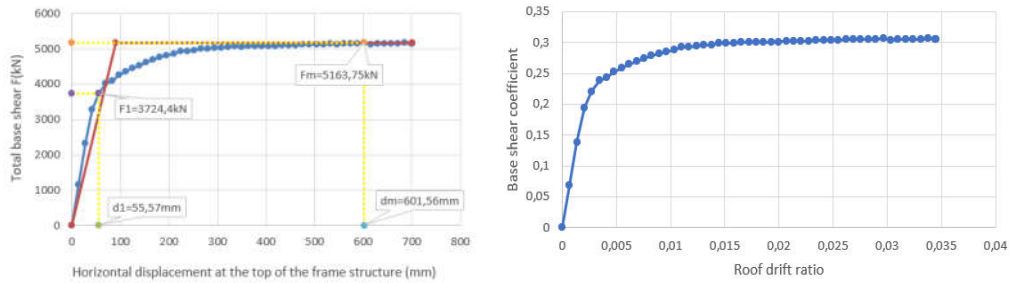 Total base shear F(kN)
6000
5000
4000
3000
2000
1000
0
Fm=5163,75kN
F1=3724,4kN
d1=55,57mm
dm=601,56mm
0 100 200 300 400 500 600 700 800
Horizontal displacement at the top of the frame structure (mm)
Base shear coefficient
0,35
0,3
0,25
0,2
0,15
0,1
0,05
0
0 0,005 0,01 0,015 0,02 0,025 0,03 0,035 0,04
Roof drift ratio